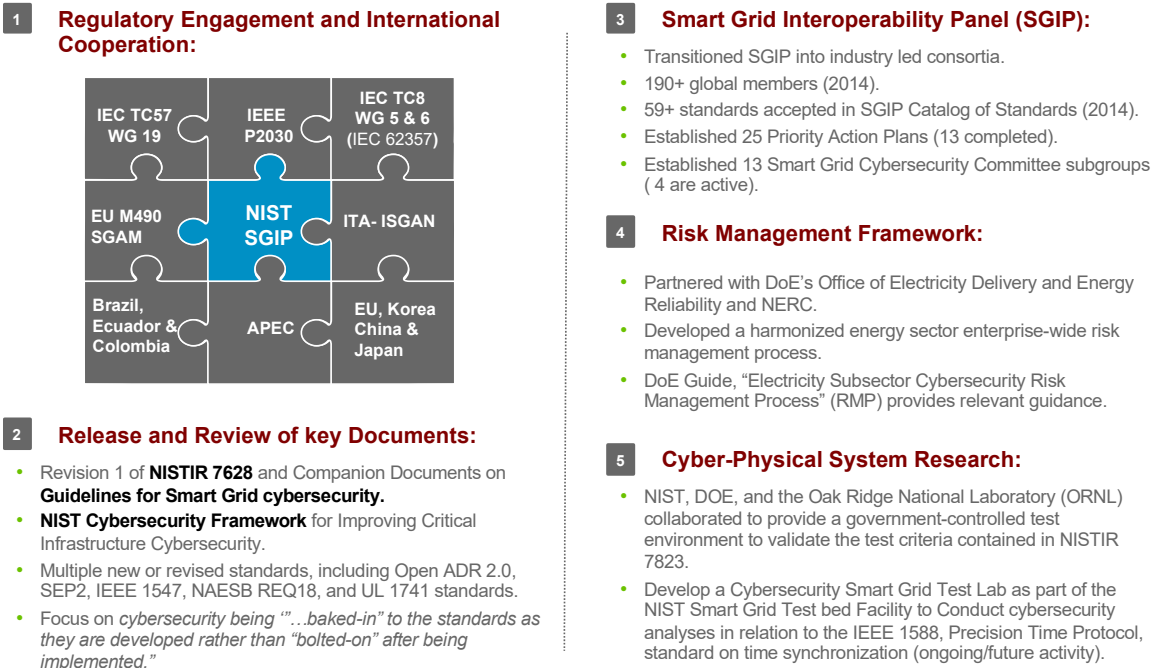 1
Regulatory Engagement and International
Cooperation:
IEC TC57
WG 19
IEEE
P2030
IEC TC8
WG 5 & 6
(IEC 62357)
EU M490
SGAM
NIST
SGIP
ITA- ISGAN
Brazil,
Ecuador &
Colombia
APEC
EU, Korea
China &
Japan
2
Release and Review of key Documents:
• Revision 1 of NISTIR 7628 and Companion Documents on
Guidelines for Smart Grid cybersecurity.
• NIST Cybersecurity Framework for Improving Critical
Infrastructure Cybersecurity.
• Multiple new or revised standards, including Open ADR 2.0,
SEP2, IEEE 1547, NAESB REQ18, and UL 1741 standards.
• Focus on cybersecurity being ‘”…baked-in” to the standards as
they are developed rather than “bolted-on” after being
implemented.”
3
Smart Grid Interoperability Panel (SGIP):
• Transitioned SGIP into industry led consortia.
• 190+ global members (2014).
• 59+ standards accepted in SGIP Catalog of Standards (2014).
• Established 25 Priority Action Plans (13 completed).
• Established 13 Smart Grid Cybersecurity Committee subgroups
( 4 are active).
4
Risk Management Framework:
• Partnered with DoE’s Office of Electricity Delivery and Energy
Reliability and NERC.
• Developed a harmonized energy sector enterprise-wide risk
management process.
• DoE Guide, “Electricity Subsector Cybersecurity Risk
Management Process” (RMP) provides relevant guidance.
5
Cyber-Physical System Research:
• NIST, DOE, and the Oak Ridge National Laboratory (ORNL)
collaborated to provide a government-controlled test
environment to validate the test criteria contained in NISTIR
7823.
• Develop a Cybersecurity Smart Grid Test Lab as part of the
NIST Smart Grid Test bed Facility to Conduct cybersecurity
analyses in relation to the IEEE 1588, Precision Time Protocol,
standard on time synchronization (ongoing/future activity).